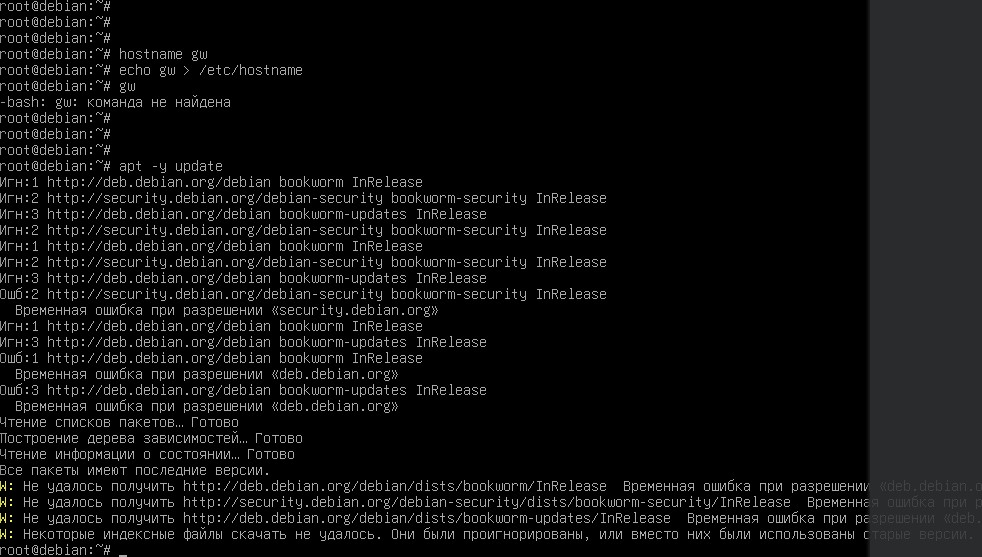 root@debian:~#
root@debian:~#
root@debian:~#
root@debian:~# hostname gw
root@debian:~# echo gw > /etc/hostname
root@debian:~# gw
-bash: gw: команда не найдена
root@debian:~#
root@debian:~#
root@debian:~#
root@debian:~# apt -y update
Игн:1 http://deb.debian.org/debian bookworm InRelease
Игн:2 http://security.debian.org/debian-security bookworm-security InRelease
Игн:3 http://deb.debian.org/debian bookworm-updates InRelease
Игн:2 http://security.debian.org/debian-security bookworm-security InRelease
Игн:1 http://deb.debian.org/debian bookworm InRelease
Игн:2 http://security.debian.org/debian-security bookworm-security InRelease
Игн:3 http://deb.debian.org/debian bookworm-updates InRelease
Ошб:2 http://security.debian.org/debian-security bookworm-security InRelease
Временная ошибка при разрешении «security.debian.org»
Игн:1 http://deb.debian.org/debian bookworm InRelease
Игн:3 http://deb.debian.org/debian bookworm-updates InRelease
Ошб:1 http://deb.debian.org/debian bookworm InRelease
Временная ошибка при разрешении «deb.debian.org»
Ошб:3 http://deb.debian.org/debian bookworm-updates InRelease
Временная ошибка при разрешении «deb.debian.org»
Чтение списков пакетов… Готово
Построение дерева зависимостей… Готово
Чтение информации о состоянии… Готово
Все пакеты имеют последние версии.
W: Не удалось получить http://deb.debian.org/debian/dists/bookworm/InRelease Временная ошибка при разрешении «deb.debian.o
W: Не удалось получить http://security.debian.org/debian-security/dists/bookworm-security/InRelease Временная ошибка при р
W: Не удалось получить http://deb.debian.org/debian/dists/bookworm-updates/InRelease Временная ошибка при разрешении «deb.
W: Некоторые индексные файлы скачать не удалось. Они были проигнорированы, или вместо них были использованы старые версии.
root@debian:~# _